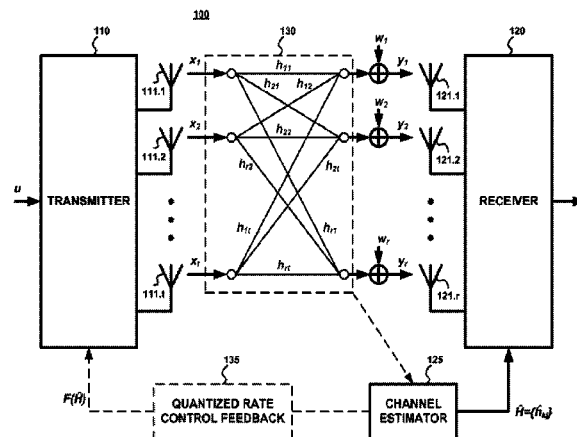 100
110
130
120
w₁
x₁
h₁₁
y₁
111.1
h₂₁
h₁₂
121.1
w₂
x₂
h₂₂
y₂
111.2
hᵣ₂
h₂ₜ
121.2
u
TRANSMITTER
RECEIVER
wᵣ
h₁ₜ
hᵣ₁
xₜ
hᵣₜ
yᵣ
111.t
121.r
135
125
F(Ĥ)
QUANTIZED RATE
CONTROL FEEDBACK
CHANNEL
ESTIMATOR